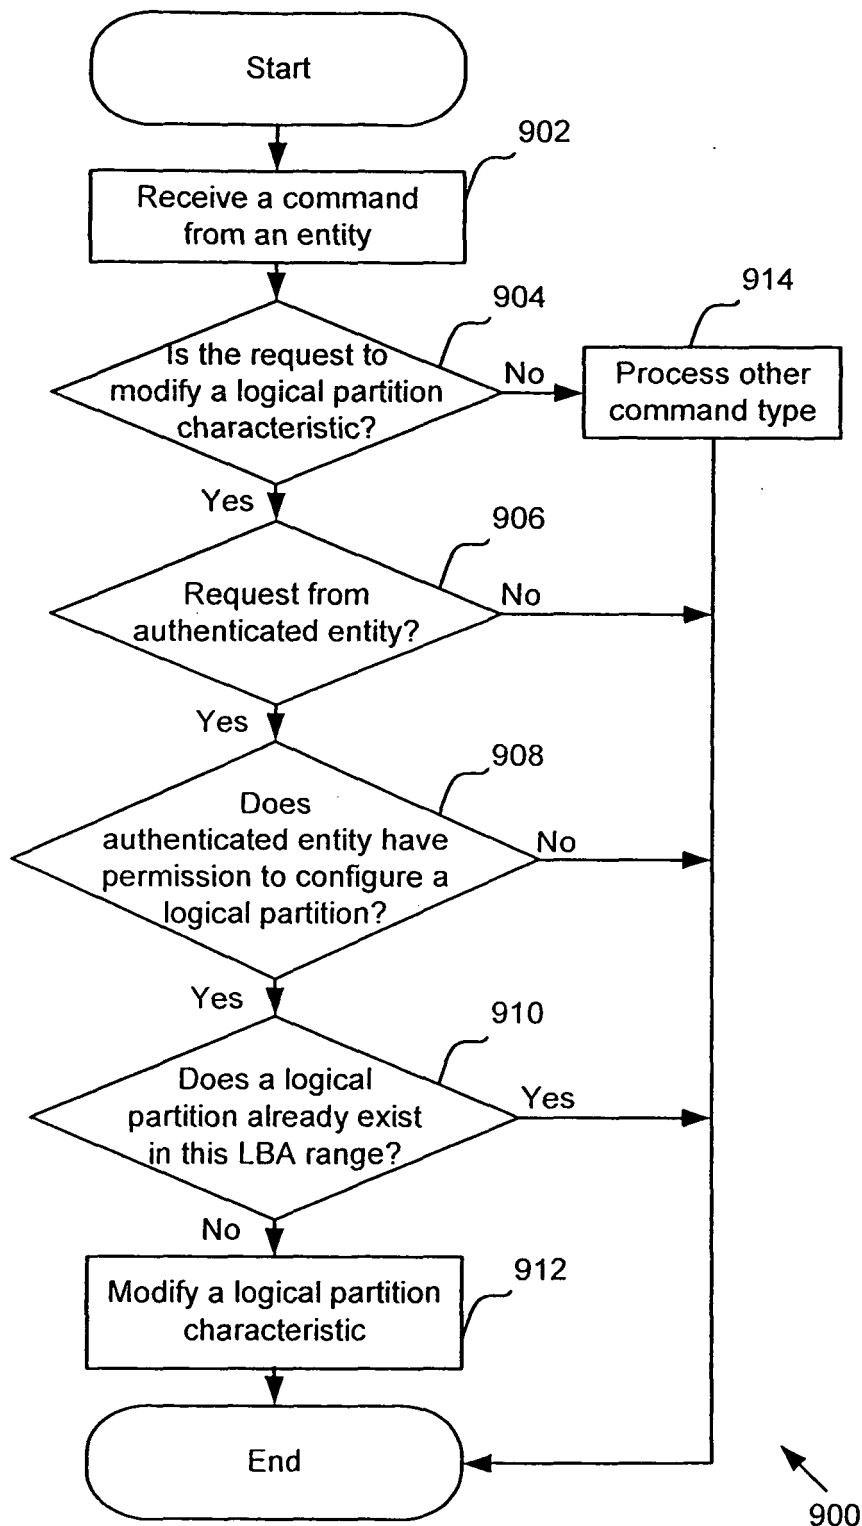 Start
902
Receive a command
from an entity
904
914
Is the request to
modify a logical partition
characteristic?
No
Process other
command type
Yes
906
Request from
authenticated entity?
No
Yes
908
Does
authenticated entity have
permission to configure a
logical partition?
No
Yes
910
Does a logical
partition already exist
in this LBA range?
Yes
No
912
Modify a logical partition
characteristic
End
900